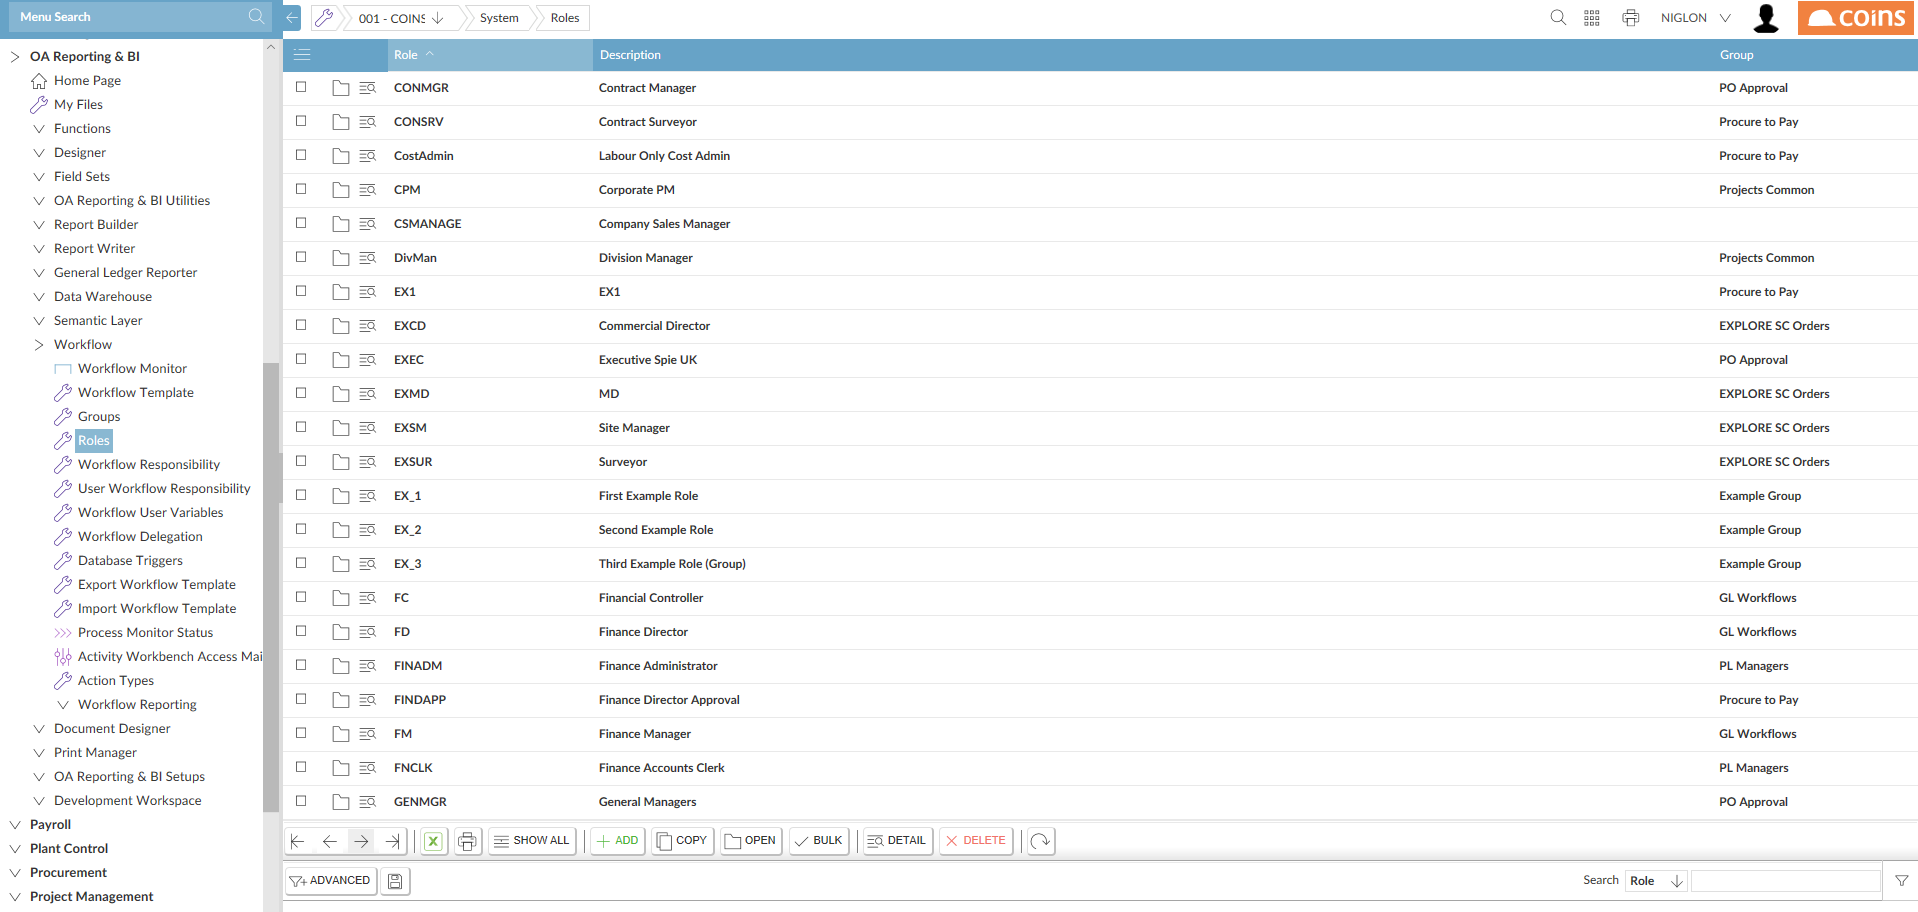 Menu Search
001 - COINS
System
Roles
NIGLON
coins
OA Reporting & BI
Home Page
My Files
Functions
Designer
Field Sets
OA Reporting & BI Utilities
Report Builder
Report Writer
General Ledger Reporter
Data Warehouse
Semantic Layer
Workflow
Workflow Monitor
Workflow Template
Groups
Roles
Workflow Responsibility
User Workflow Responsibility
Workflow User Variables
Workflow Delegation
Database Triggers
Export Workflow Template
Import Workflow Template
Process Monitor Status
Activity Workbench Access Mai
Action Types
Workflow Reporting
Document Designer
Print Manager
OA Reporting & BI Setups
Development Workspace
Payroll
Plant Control
Procurement
Project Management
Role Description Group
CONMGR Contract Manager PO Approval
CONSRV Contract Surveyor Procure to Pay
CostAdmin Labour Only Cost Admin Procure to Pay
CPM Corporate PM Projects Common
CSMANAGE Company Sales Manager
DivMan Division Manager Projects Common
EX1 EX1 Procure to Pay
EXCD Commercial Director EXPLORE SC Orders
EXEC Executive Spie UK PO Approval
EXMD MD EXPLORE SC Orders
EXSM Site Manager EXPLORE SC Orders
EXSUR Surveyor EXPLORE SC Orders
EX_1 First Example Role Example Group
EX_2 Second Example Role Example Group
EX_3 Third Example Role (Group) Example Group
FC Financial Controller GL Workflows
FD Finance Director GL Workflows
FINADM Finance Administrator PL Managers
FINDAPP Finance Director Approval Procure to Pay
FM Finance Manager GL Workflows
FNCLK Finance Accounts Clerk PL Managers
GENMGR General Managers PO Approval
SHOW ALL ADD COPY OPEN BULK DETAIL DELETE
ADVANCED Search Role